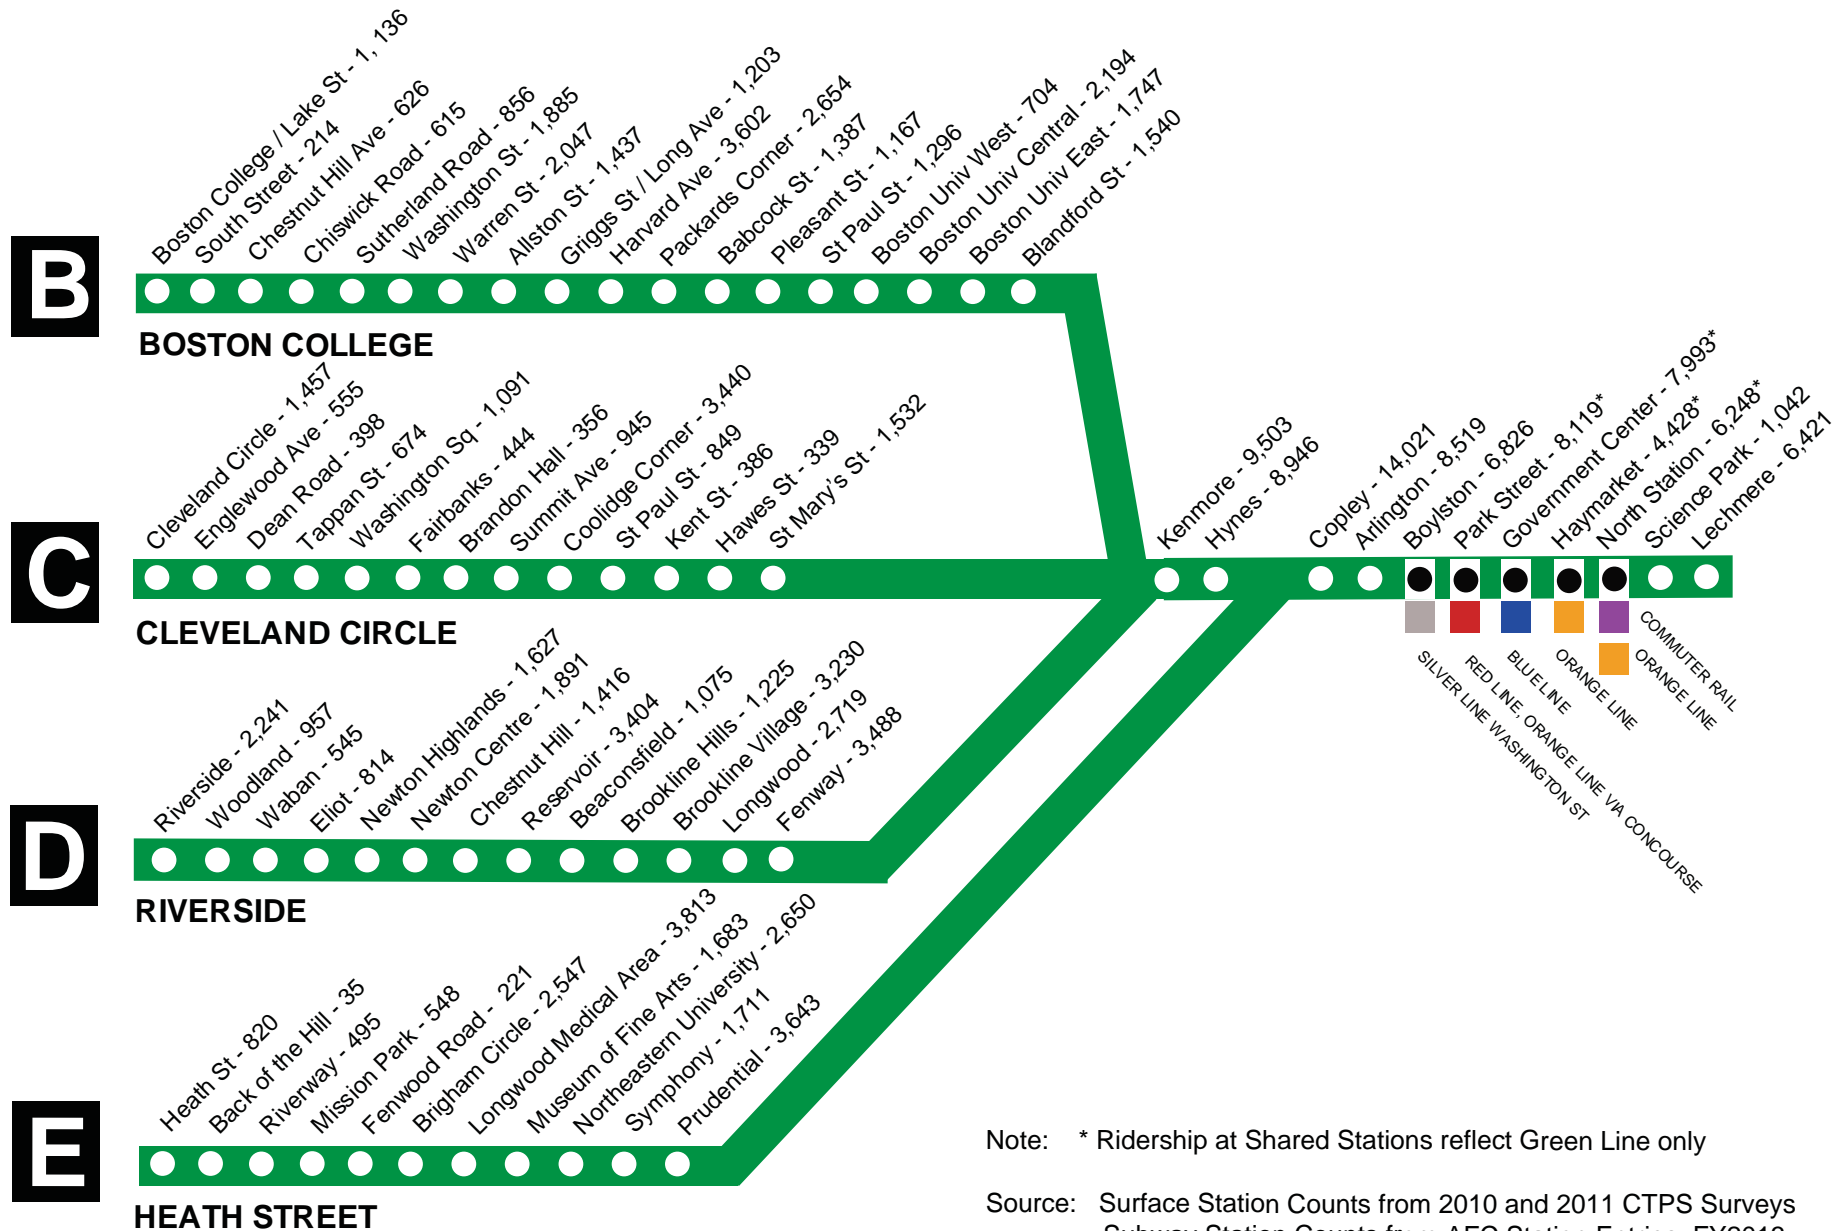 B
Boston College / Lake St - 1, 136
South Street - 214
Chestnut Hill Ave - 626
Chiswick Road - 615
Sutherland Road - 856
Washington St - 1,885
Warren St - 2,047
Allston St - 1,437
Griggs St / Long Ave - 1,203
Harvard Ave - 3,602
Packards Corner - 2,654
Babcock St - 1,387
Pleasant St - 1,167
St Paul St - 1,296
Boston Univ West - 704
Boston Univ Central - 2,194
Boston Univ East - 1,747
Blandford St - 1,540
BOSTON COLLEGE
C
Cleveland Circle - 1,457
Englewood Ave - 555
Dean Road - 398
Tappan St - 674
Washington Sq - 1,091
Fairbanks - 444
Brandon Hall - 356
Summit Ave - 945
Coolidge Corner - 3,440
St Paul St - 849
Kent St - 386
Hawes St - 339
St Mary's St - 1,532
Kenmore - 9,503
Hynes - 8,946
Copley - 14,021
Arlington - 8,519
Boylston - 6,826
Park Street - 8,119*
Government Center - 7,993*
Haymarket - 4,428*
North Station - 6,248*
Science Park - 1,042
Lechmere - 6,421
CLEVELAND CIRCLE
SILVER LINE WASHINGTON ST
RED LINE, ORANGE LINE VIA CONCOURSE
BLUE LINE
ORANGE LINE
COMMUTER RAIL
ORANGE LINE
D
Riverside - 2,241
Woodland - 957
Waban - 545
Eliot - 814
Newton Highlands - 1,627
Newton Centre - 1,891
Chestnut Hill - 1,416
Reservoir - 3,404
Beaconsfield - 1,075
Brookline Hills - 1,225
Brookline Village - 3,230
Longwood - 2,719
Fenway - 3,488
RIVERSIDE
E
Heath St - 820
Back of the Hill - 35
Riverway - 495
Mission Park - 548
Fenwood Road - 221
Brigham Circle - 2,547
Longwood Medical Area - 3,813
Museum of Fine Arts - 1,683
Northeastern University - 2,650
Symphony - 1,711
Prudential - 3,643
HEATH STREET
Note: * Ridership at Shared Stations reflect Green Line only
Source: Surface Station Counts from 2010 and 2011 CTPS Surveys
Subway Station Counts from AFC Station Entries, FY2012